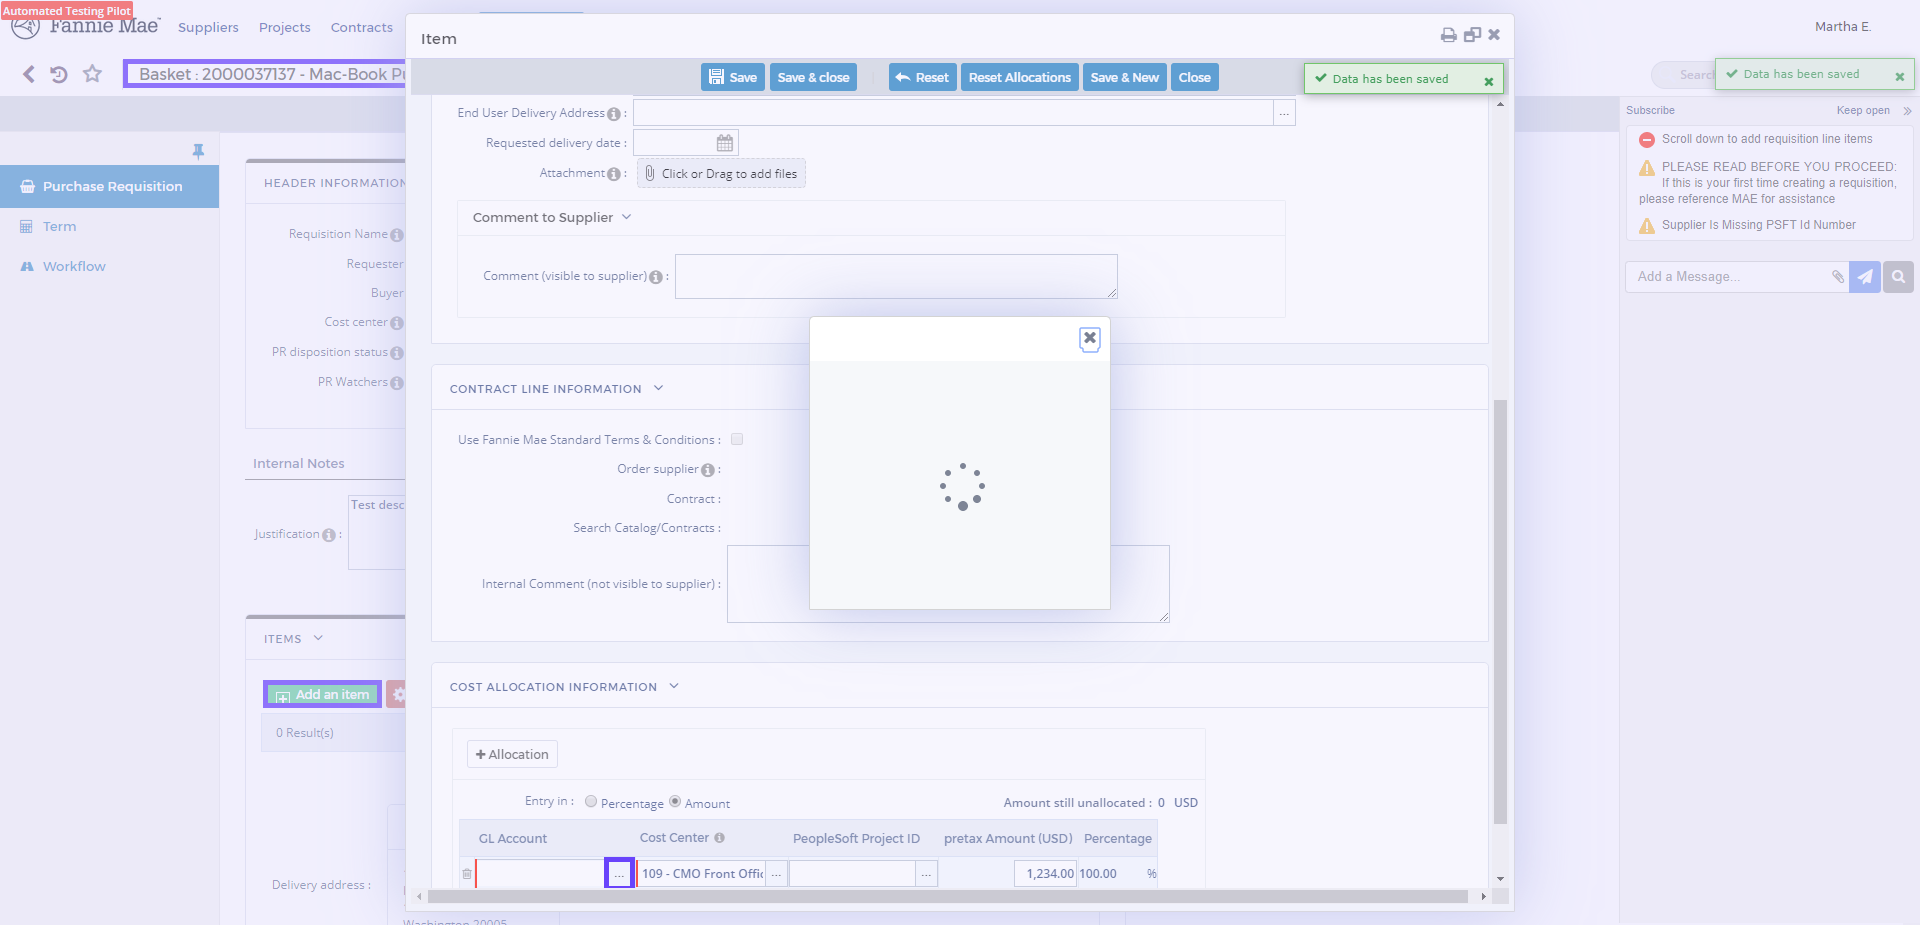 Automated Testing Pilot
Fannie Mae
Suppliers
Projects
Contracts
Martha E.
Basket : 2000037137 - Mac-Book
Search
Data has been saved
Item
Save
Save & close
Reset
Reset Allocations
Save & New
Close
Data has been saved
Purchase Requisition
Term
Workflow
HEADER INFORMATION
Requisition Name
Requester
Buyer
Cost center
PR disposition status
PR Watchers
Internal Notes
Test desc
Justification :
ITEMS
Add an item
0 Result(s)
Delivery address :
Washington 20005
End User Delivery Address :
...
Requested delivery date :
Attachment :
Click or Drag to add files
Comment to Supplier
Comment (visible to supplier) :
CONTRACT LINE INFORMATION
Use Fannie Mae Standard Terms & Conditions :
Order supplier :
Contract :
Search Catalog/Contracts :
Internal Comment (not visible to supplier) :
COST ALLOCATION INFORMATION
+ Allocation
Entry in :
Percentage
Amount
Amount still unallocated : 0 USD
GL Account
Cost Center
PeopleSoft Project ID
pretax Amount (USD)
Percentage
...
109 - CMO Front Offic
...
...
1,234.00
100.00
%
Subscribe
Keep open
Scroll down to add requisition line items
PLEASE READ BEFORE YOU PROCEED:
If this is your first time creating a requisition,
please reference MAE for assistance
Supplier Is Missing PSFT Id Number
Add a Message...